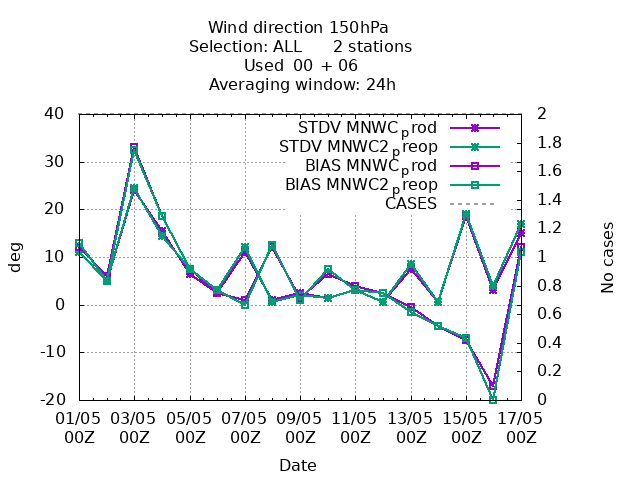 Wind direction 150hPa
Selection: ALL 2 stations
Used 00 + 06
Averaging window: 24h
STDV MNWC_prod
STDV MNWC2_preop
BIAS MNWC_prod
BIAS MNWC2_preop
CASES
40
30
20
10
0
-10
-20
deg
2
1.8
1.6
1.4
1.2
1
0.8
0.6
0.4
0.2
0
No cases
01/05 03/05 05/05 07/05 09/05 11/05 13/05 15/05 17/05
00Z 00Z 00Z 00Z 00Z 00Z 00Z 00Z 00Z
Date